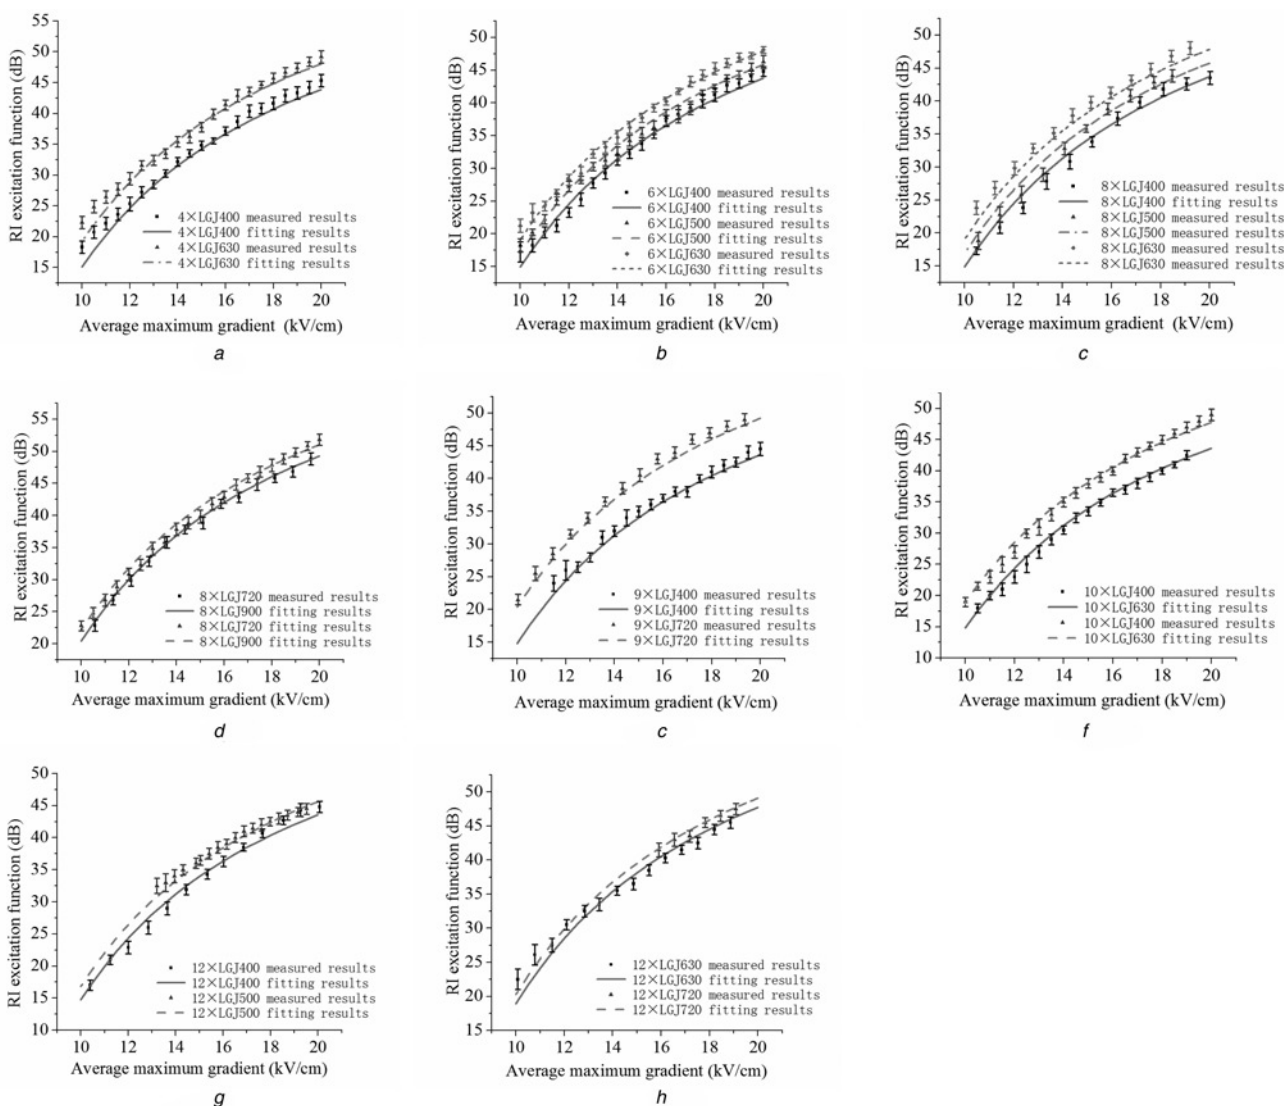 RI excitation function (dB)
55
50
45
40
35
30
25
20
15
4×LGJ400 measured results
4×LGJ400 fitting results
4×LGJ630 measured results
4×LGJ630 fitting results
10 12 14 16 18 20
Average maximum gradient (kV/cm)
a
RI excitation function (dB)
50
45
40
35
30
25
20
15
6×LGJ400 measured results
6×LGJ400 fitting results
6×LGJ500 measured results
6×LGJ500 fitting results
6×LGJ630 measured results
6×LGJ630 fitting results
10 12 14 16 18 20
Average maximum gradient (kV/cm)
b
RI excitation function (dB)
50
45
40
35
30
25
20
15
8×LGJ400 measured results
8×LGJ400 fitting results
8×LGJ500 measured results
8×LGJ500 fitting results
8×LGJ630 measured results
8×LGJ630 fitting results
10 12 14 16 18 20
Average maximum gradient (kV/cm)
c
RI excitation function (dB)
55
50
45
40
35
30
25
20
8×LGJ720 measured results
8×LGJ900 fitting results
8×LGJ720 fitting results
8×LGJ900 fitting results
10 12 14 16 18 20
Average maximum gradient (kV/cm)
d
RI excitation function (dB)
50
45
40
35
30
25
20
15
9×LGJ400 measured results
9×LGJ400 fitting results
9×LGJ720 measured results
9×LGJ720 fitting results
10 12 14 16 18 20
Average maximum gradient (kV/cm)
c
RI excitation function (dB)
50
45
40
35
30
25
20
15
10
10×LGJ400 measured results
10×LGJ630 fitting results
10×LGJ400 measured results
10×LGJ630 fitting results
10 12 14 16 18 20
Average maximum gradient (kV/cm)
f
RI excitation function (dB)
50
45
40
35
30
25
20
15
10
12×LGJ400 measured results
12×LGJ400 fitting results
12×LGJ500 measured results
12×LGJ500 fitting results
10 12 14 16 18 20
Average maximum gradient (kV/cm)
g
RI excitation function (dB)
50
45
40
35
30
25
20
15
12×LGJ630 measured results
12×LGJ630 fitting results
12×LGJ720 measured results
12×LGJ720 fitting results
10 12 14 16 18 20
Average maximum gradient (kV/cm)
h